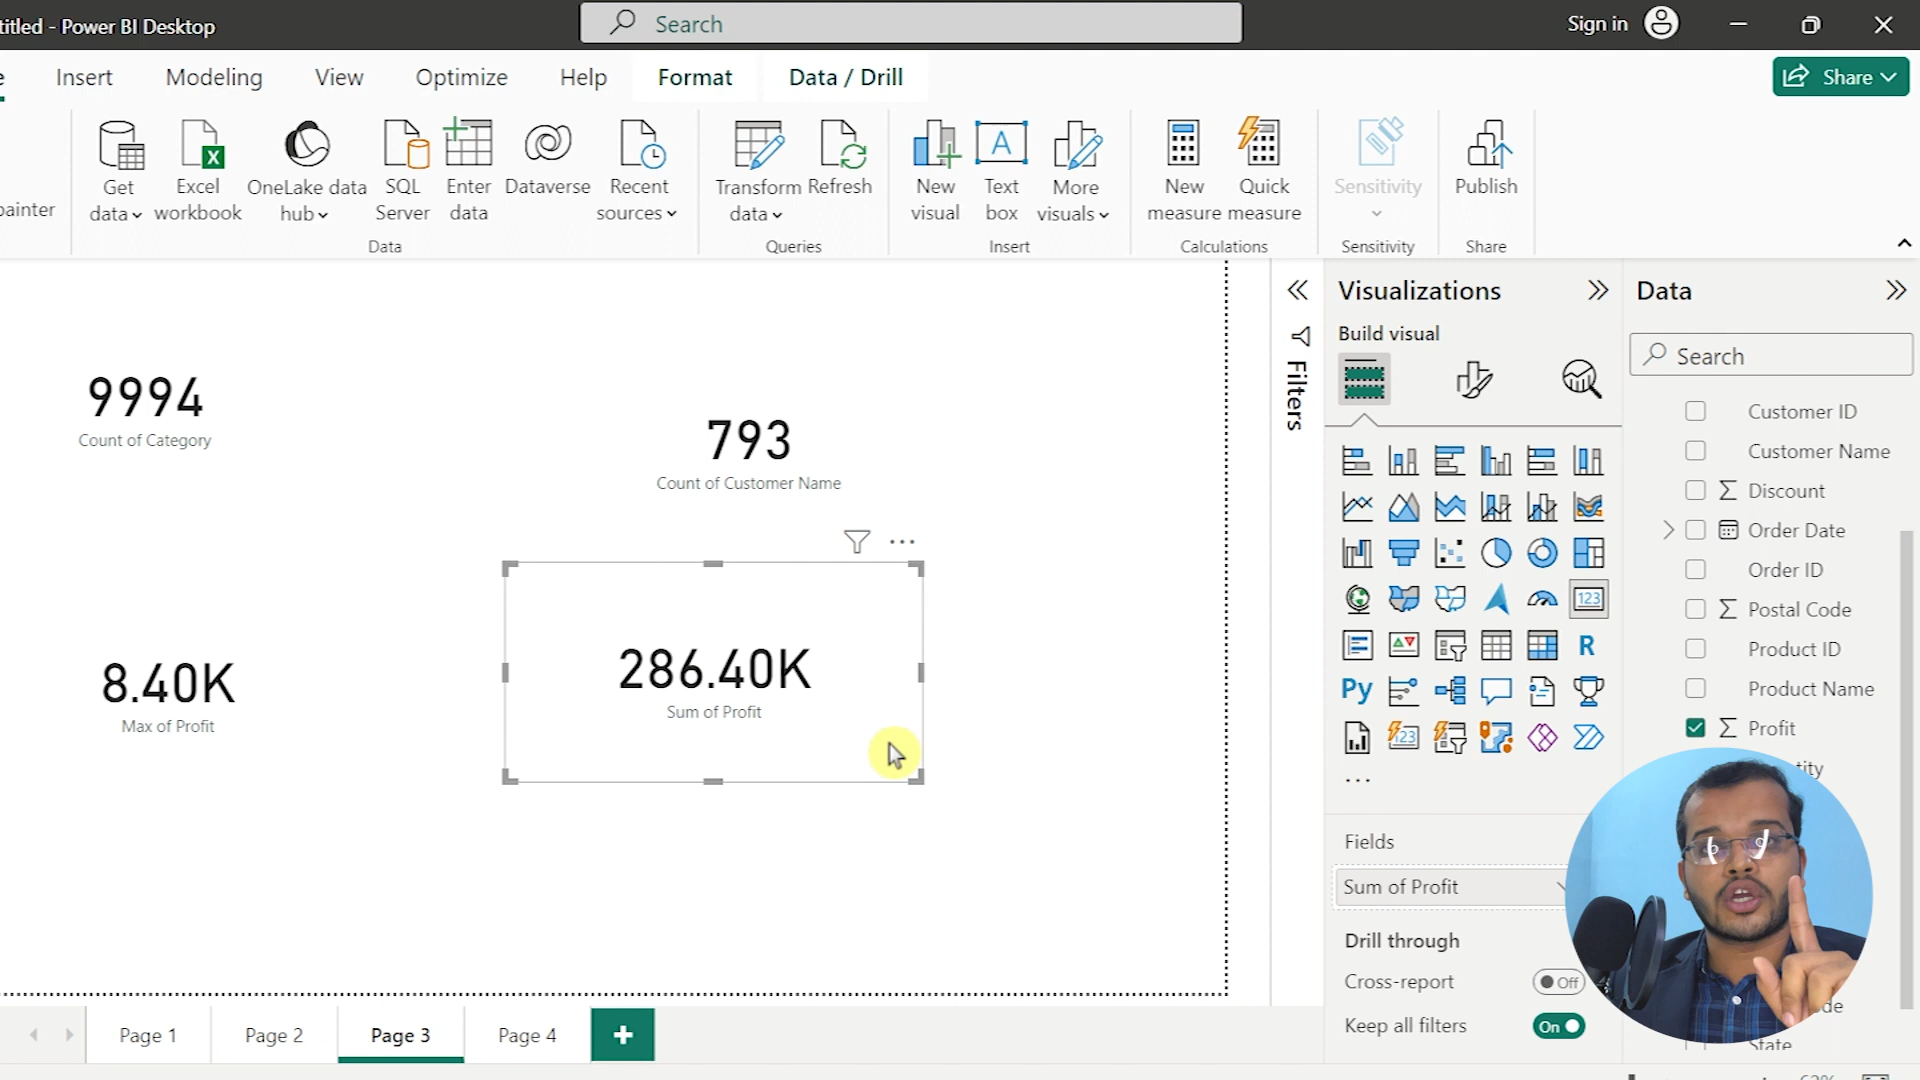 titled - Power BI Desktop
Search
Sign in
Insert
Modeling
View
Optimize
Help
Format
Data / Drill
Share
painter
Get data
Excel workbook
OneLake data hub
SQL Server
Enter data
Dataverse
Recent sources
Data
Transform data
Refresh
Queries
New visual
Text box
More visuals
Insert
New measure
Quick measure
Calculations
Sensitivity
Sensitivity
Publish
Share
9994
Count of Category
793
Count of Customer Name
8.40K
Max of Profit
286.40K
Sum of Profit
Filters
Visualizations
Build visual
123
R
Py
123
Fields
Sum of Profit
Drill through
Cross-report
Off
Keep all filters
On
Data
Search
Customer ID
Customer Name
Discount
Order Date
Order ID
Postal Code
Product ID
Product Name
Profit
State
Page 1
Page 2
Page 3
Page 4